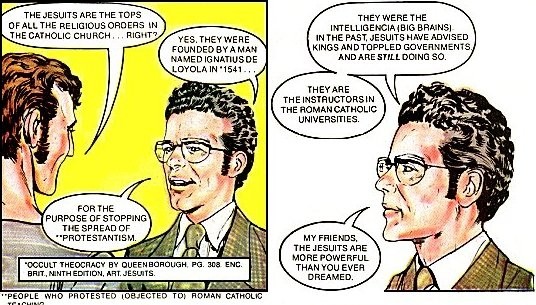 THE JESUITS ARE THE TOPS
OF ALL THE RELIGIOUS ORDERS IN
THE CATHOLIC CHURCH... RIGHT?
YES. THEY WERE
FOUNDED BY A MAN
NAMED IGNATIUS DE
LOYOLA IN *1541...
FOR THE
PURPOSE OF STOPPING
THE SPREAD OF
**PROTESTANTISM.
*OCCULT THEOCRACY BY QUEENBOROUGH, PG. 308. ENC.
BRIT., NINTH EDITION, ART. JESUITS.
**PEOPLE WHO PROTESTED (OBJECTED TO) ROMAN CATHOLIC
TEACHING
THEY WERE THE
INTELLIGENCIA (BIG BRAINS)
IN THE PAST, JESUITS HAVE ADVISED
KINGS AND TOPPLED GOVERNMENTS
AND ARE STILL DOING SO.
THEY ARE
THE INSTRUCTORS IN
THE ROMAN CATHOLIC
UNIVERSITIES.
MY FRIENDS,
THE JESUITS ARE
MORE POWERFUL
THAN YOU EVER
DREAMED.